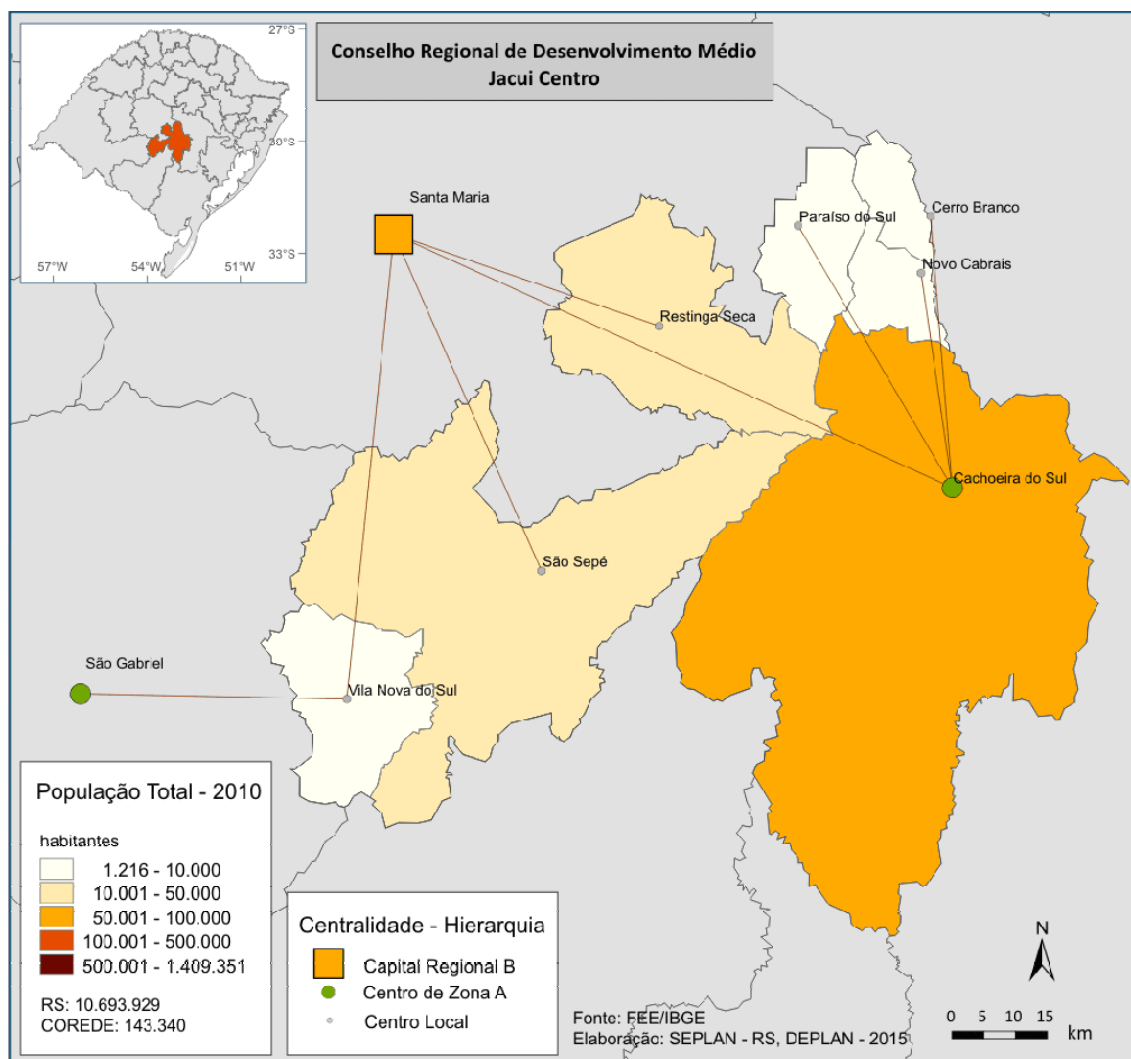 Conselho Regional de Desenvolvimento Médio
Jacui Centro
27°S
30°S
33°S
57°W
54°W
51°W
Santa Maria
Paraíso do Sul
Cerro Branco
Novo Cabrais
Restinga Seca
Cachoeira do Sul
São Sepé
São Gabriel
Vila Nova do Sul
População Total - 2010
habitantes
1.216 - 10.000
10.001 - 50.000
50.001 - 100.000
100.001 - 500.000
500.001 - 1.409.351
RS: 10.693.929
COREDE: 143.340
Centralidade - Hierarquia
Capital Regional B
Centro de Zona A
Centro Local
Fonte: FEE/IBGE
Elaboração: SEPLAN - RS, DEPLAN - 2015
N
0 5 10 15
km